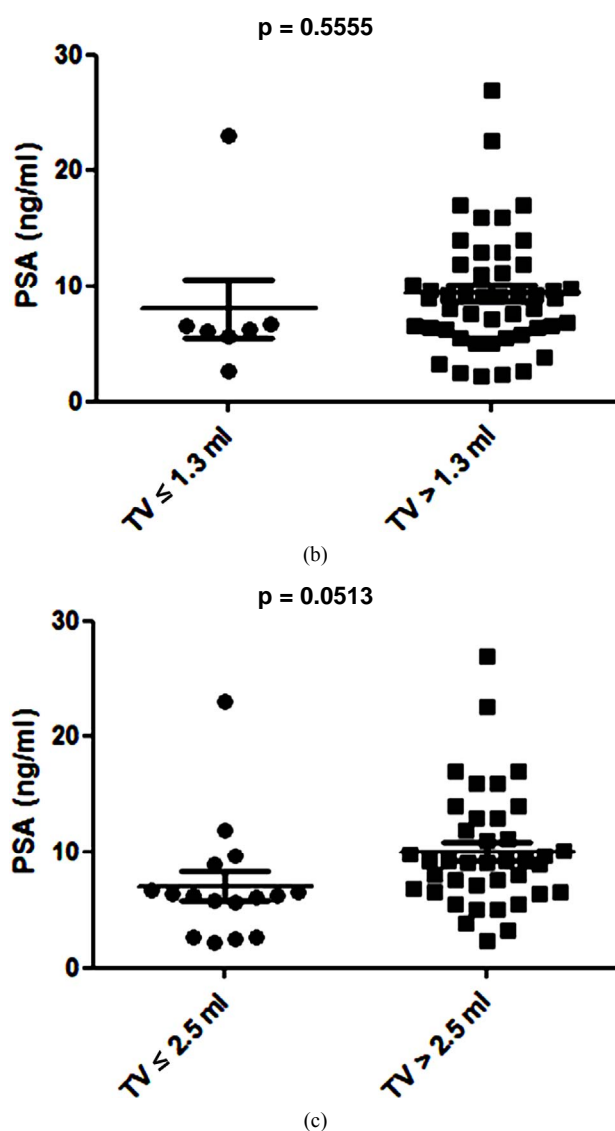 p = 0.5555
30
20
10
0
PSA (ng/ml)
TV ≤ 1.3 ml
TV > 1.3 ml
(b)
p = 0.0513
30
20
10
0
PSA (ng/ml)
TV ≤ 2.5 ml
TV > 2.5 ml
(c)